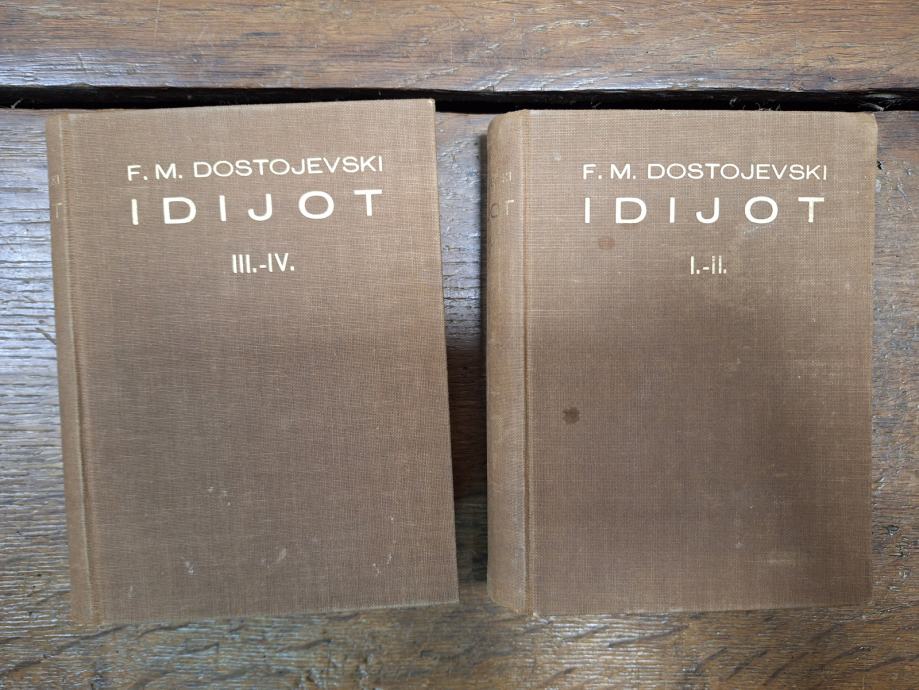 F. M. DOSTOJEVSKI
IDIJOT
III.-IV.
F. M. DOSTOJEVSKI
IDIJOT
I.-II.